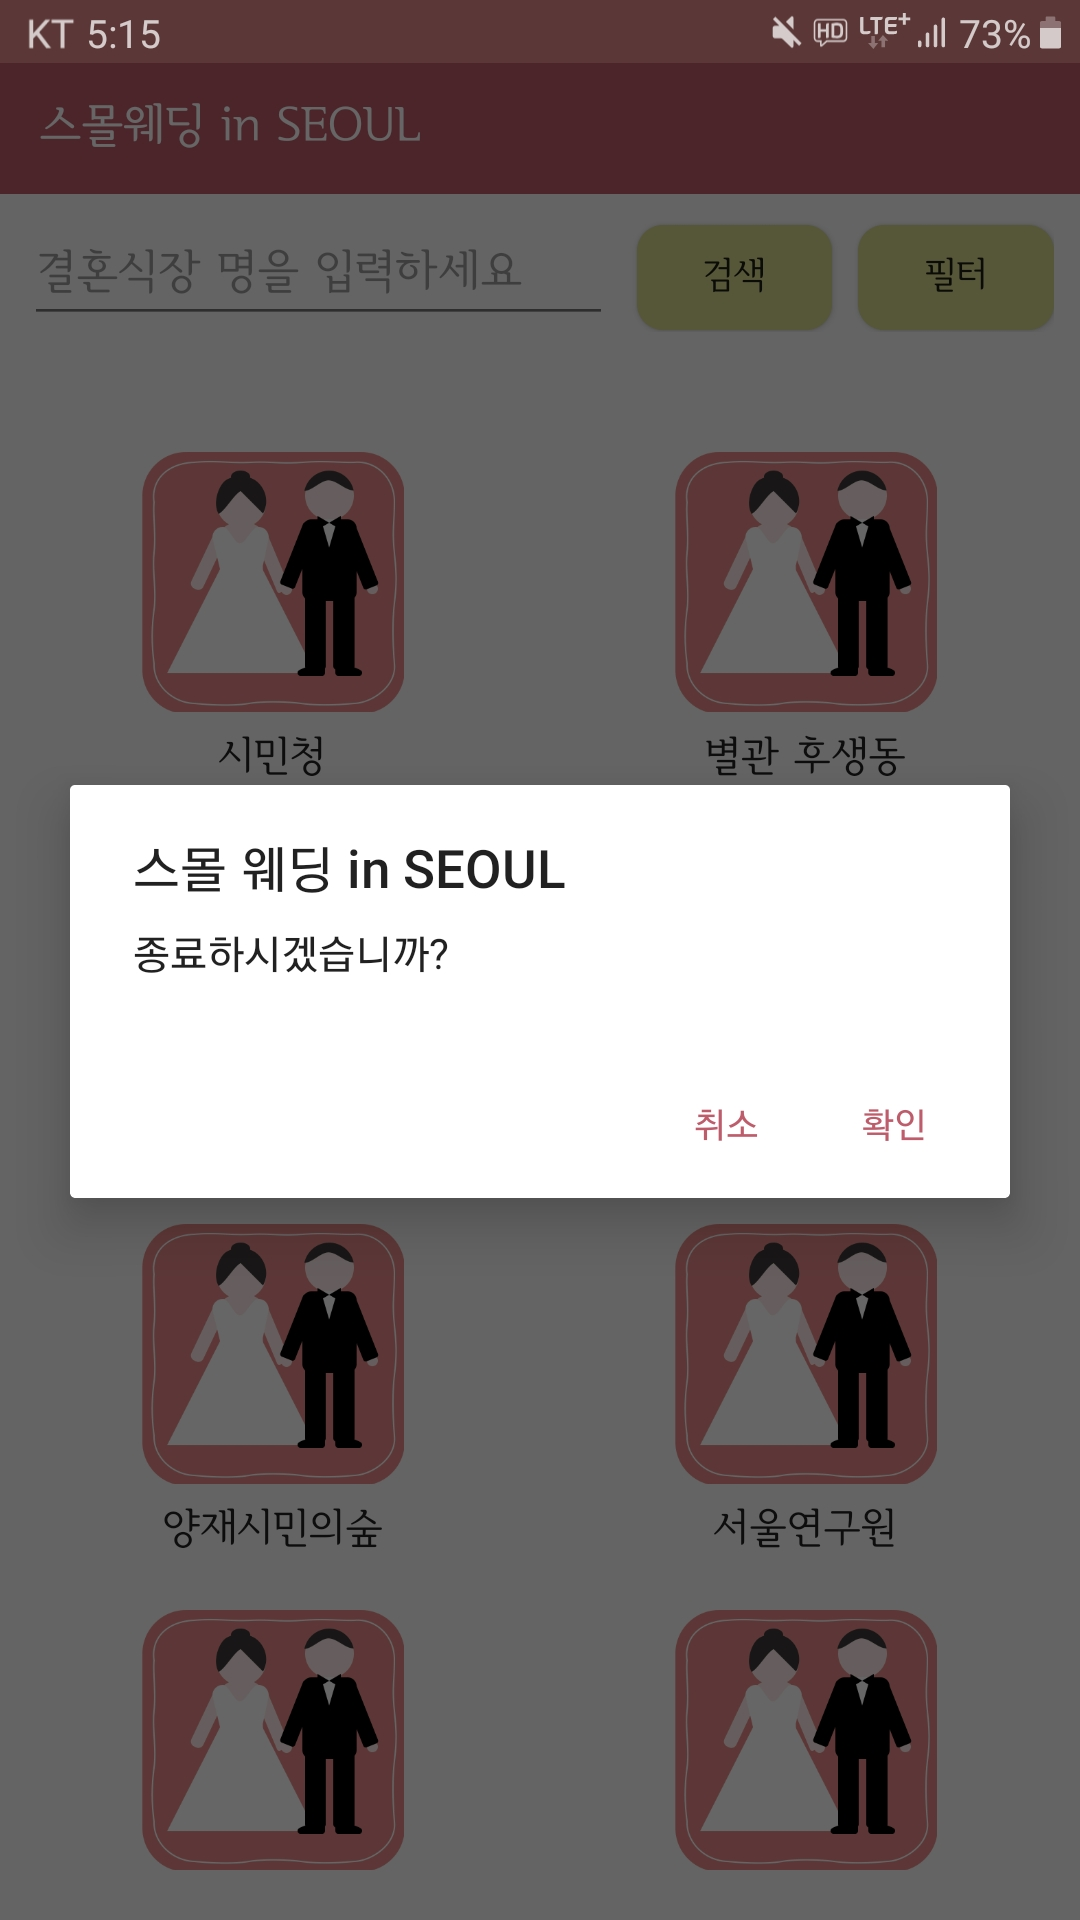 KT 5:15 HD LTE+ 73%
스몰웨딩 in SEOUL
결혼식장 명을 입력하세요 검색 필터
시민청 별관 후생동
스몰 웨딩 in SEOUL
종료하시겠습니까?
취소 확인
양재시민의숲 서울연구원